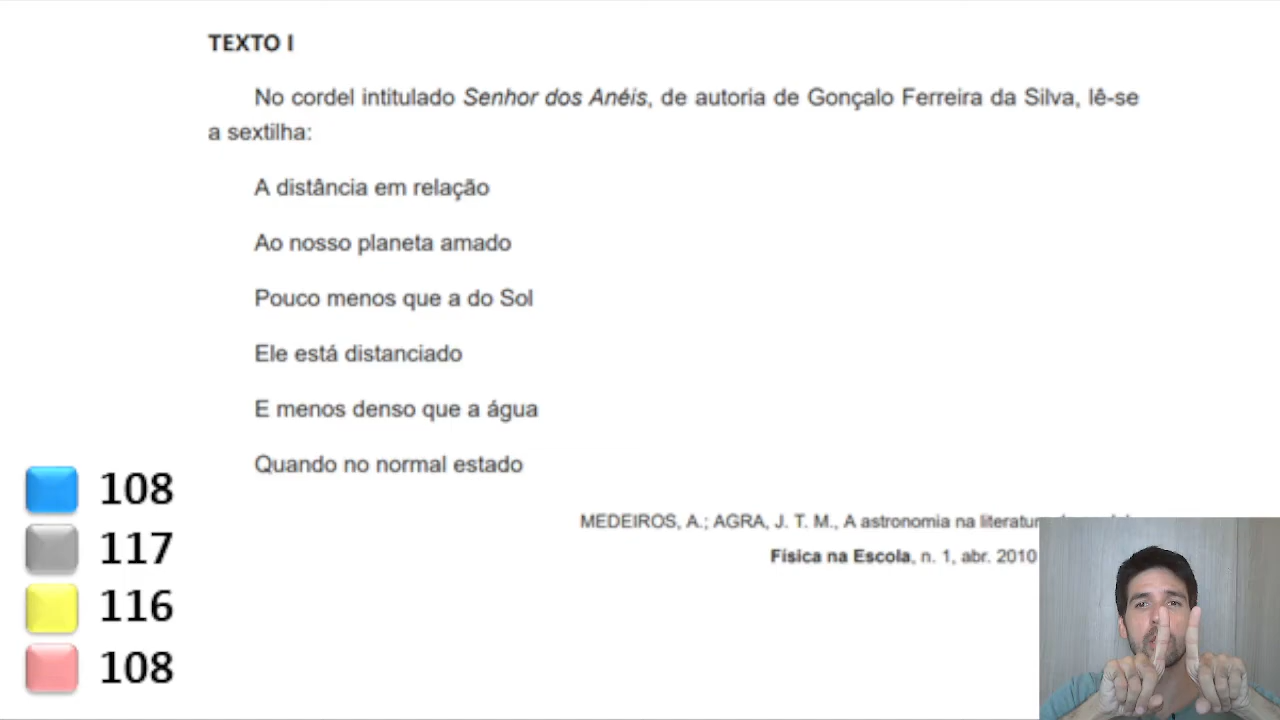 TEXTO I
No cordel intitulado Senhor dos Anéis, de autoria de Gonçalo Ferreira da Silva, lê-se
a sextilha:
A distância em relação
Ao nosso planeta amado
Pouco menos que a do Sol
Ele está distanciado
E menos denso que a água
Quando no normal estado
MEDEIROS, A.; AGRA, J. T. M., A astronomia na
Física na Escola, n. 1, abr. 2010
108
117
116
108